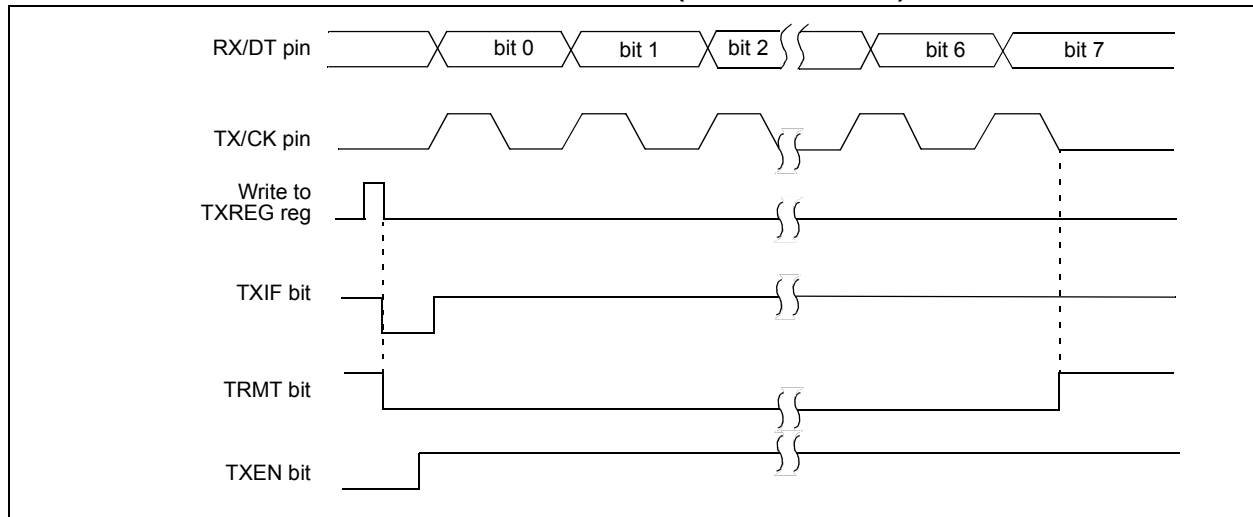 RX/DT pin
bit 0
bit 1
bit 2
bit 6
bit 7
TX/CK pin
Write to
TXREG reg
TXIF bit
TRMT bit
TXEN bit